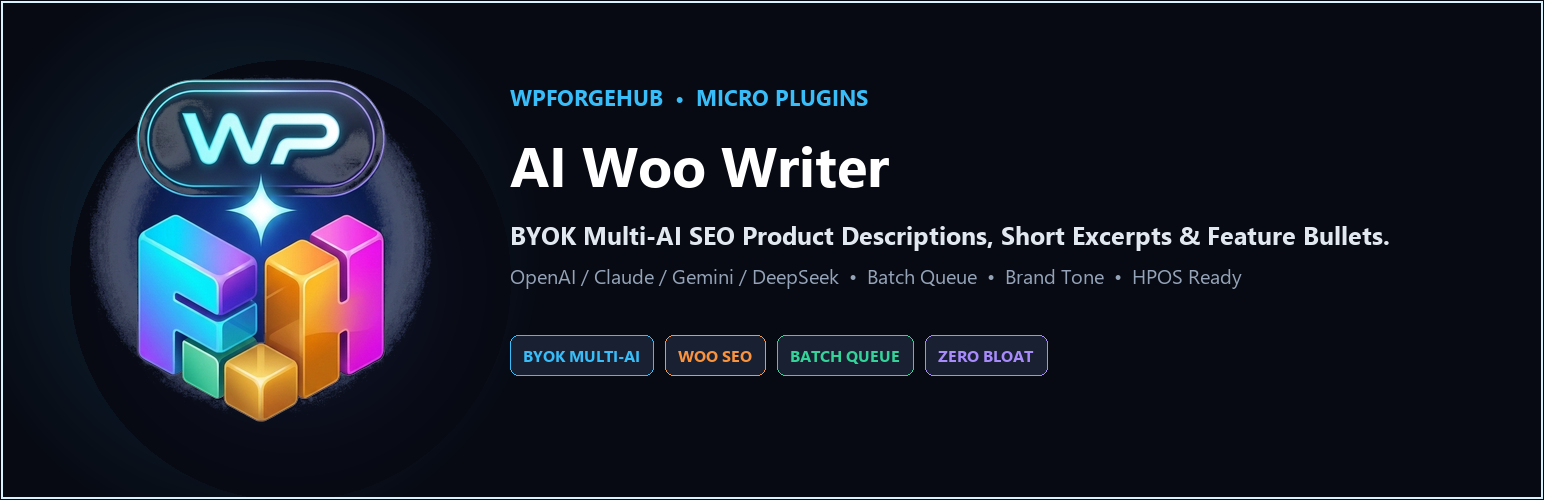 WP
WPFORGEHUB • MICRO PLUGINS
AI Woo Writer
BYOK Multi-AI SEO Product Descriptions, Short Excerpts & Feature Bullets.
OpenAI / Claude / Gemini / DeepSeek • Batch Queue • Brand Tone • HPOS Ready
BYOK MULTI-AI WOO SEO BATCH QUEUE ZERO BLOAT
FH